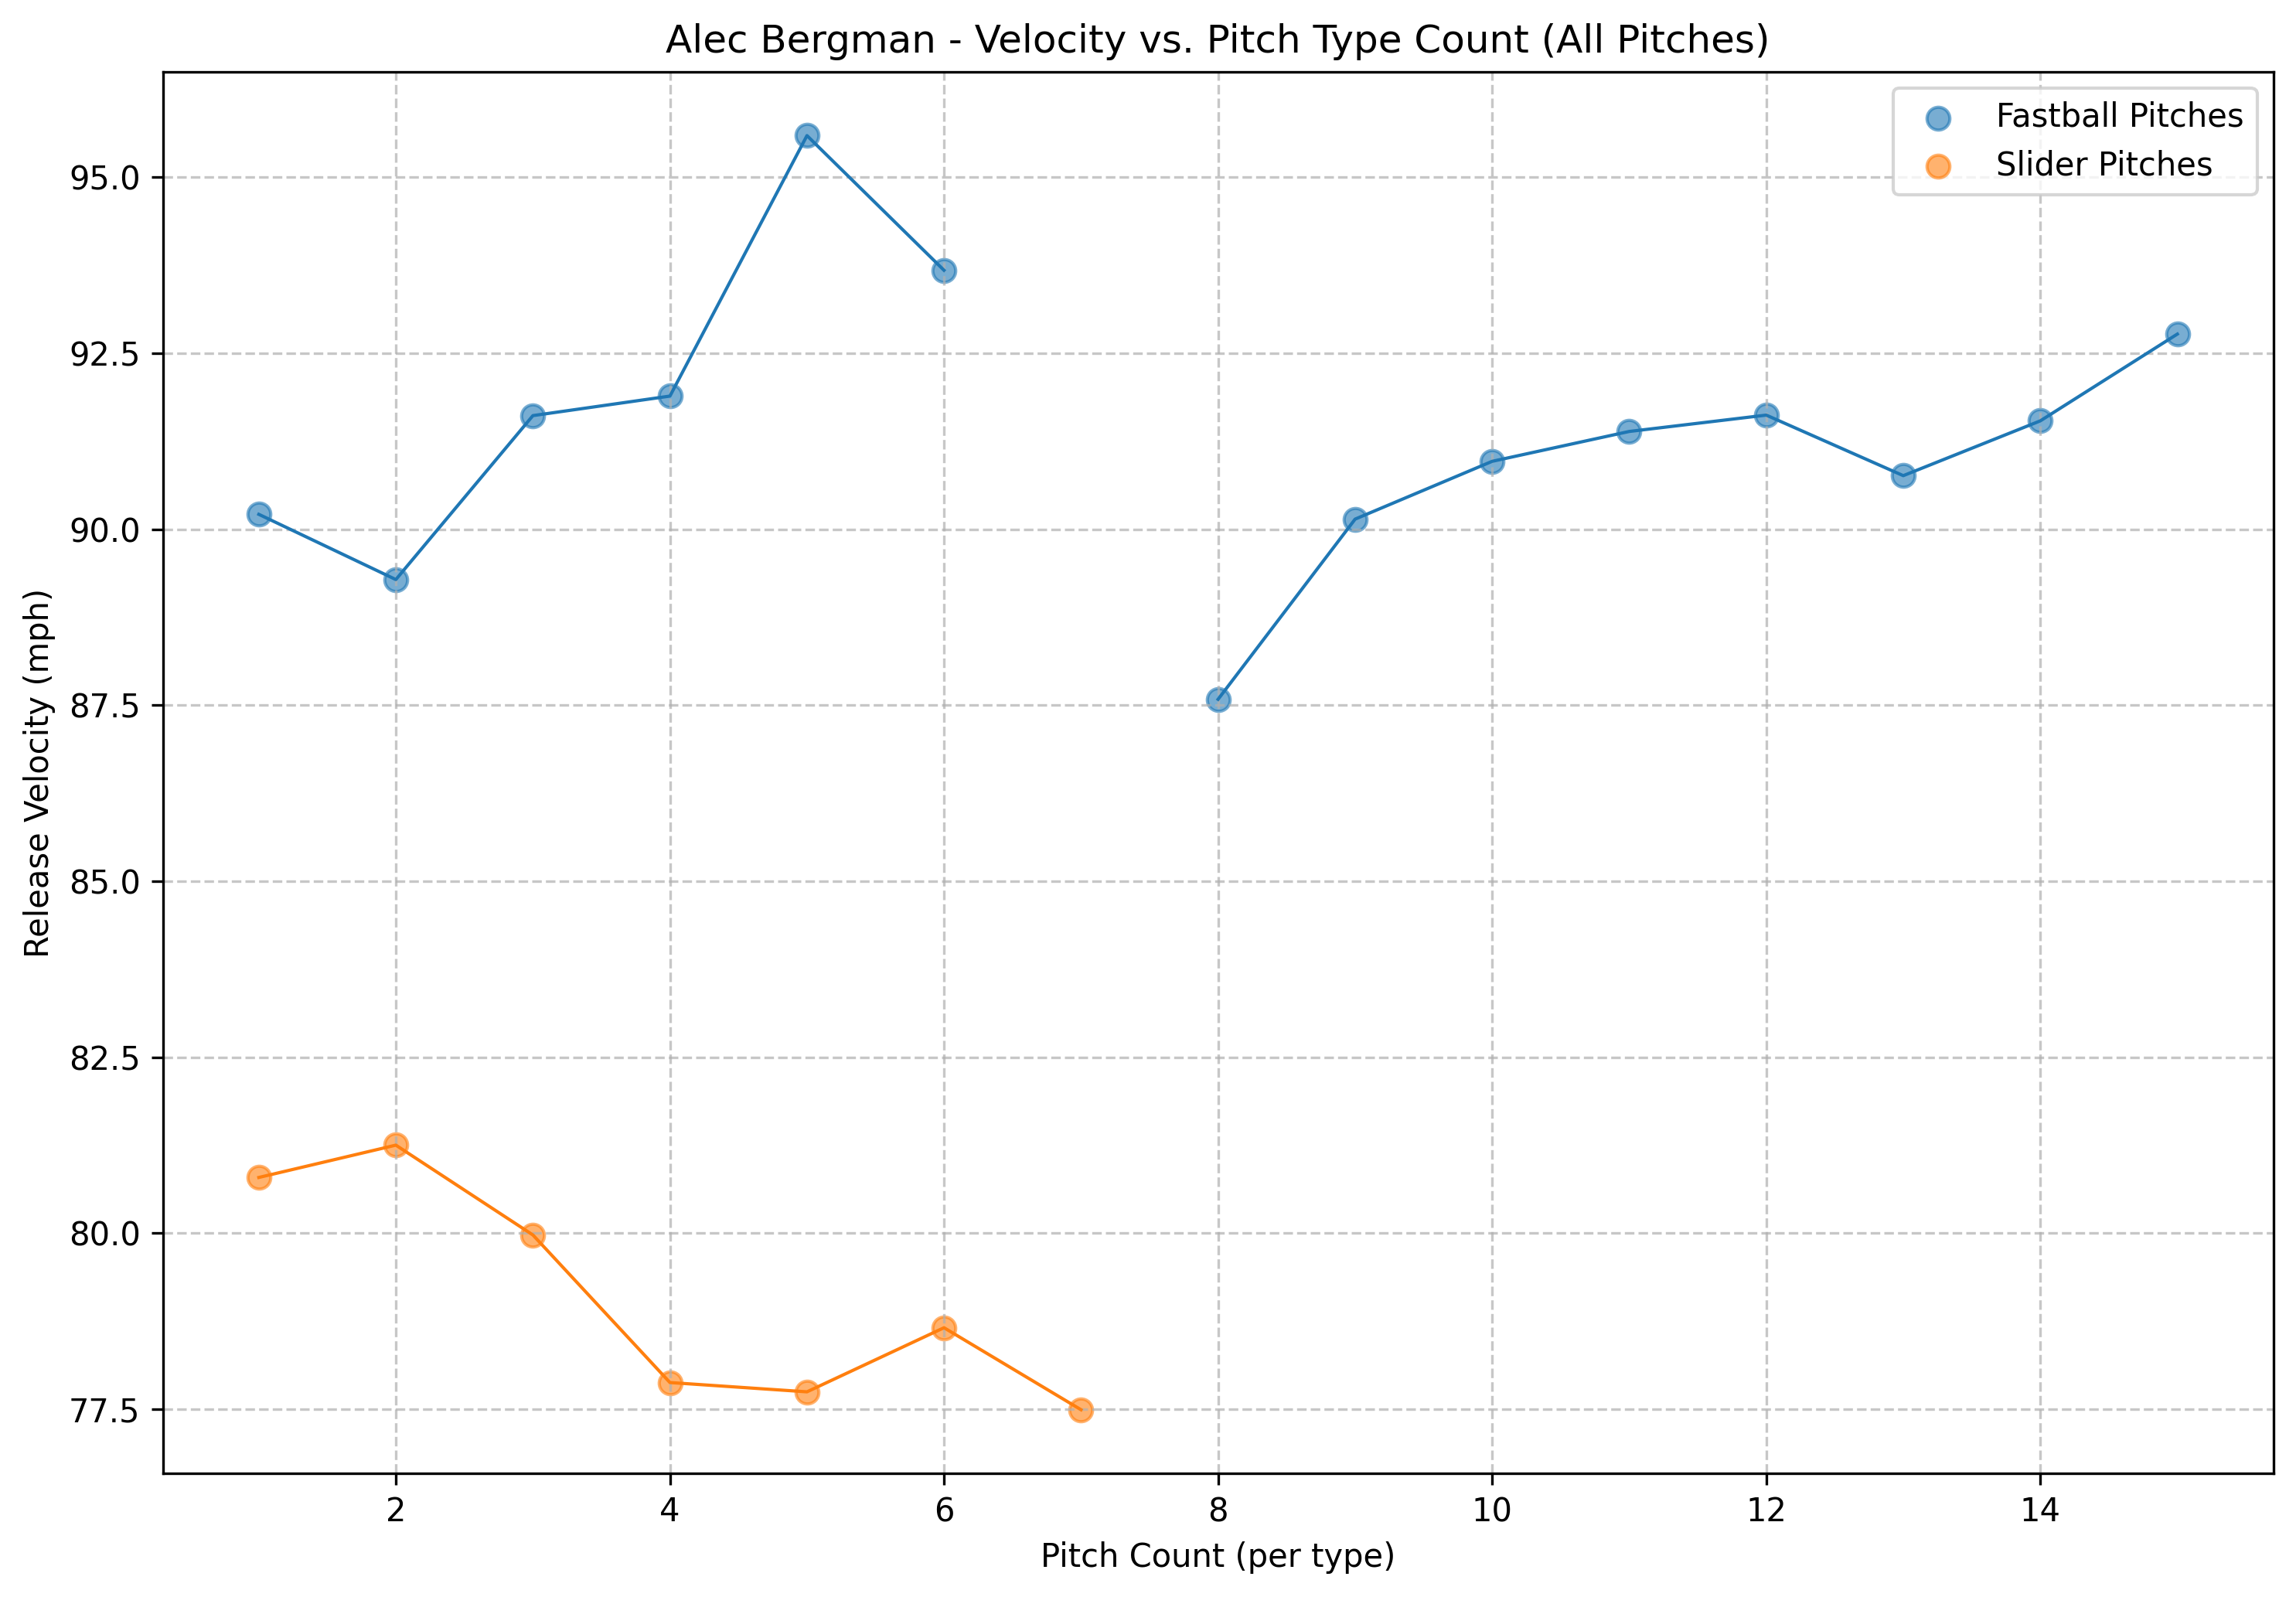 Alec Bergman - Velocity vs. Pitch Type Count (All Pitches)
Fastball Pitches
Slider Pitches
Release Velocity (mph)
95.0
92.5
90.0
87.5
85.0
82.5
80.0
77.5
2 4 6 8 10 12 14
Pitch Count (per type)